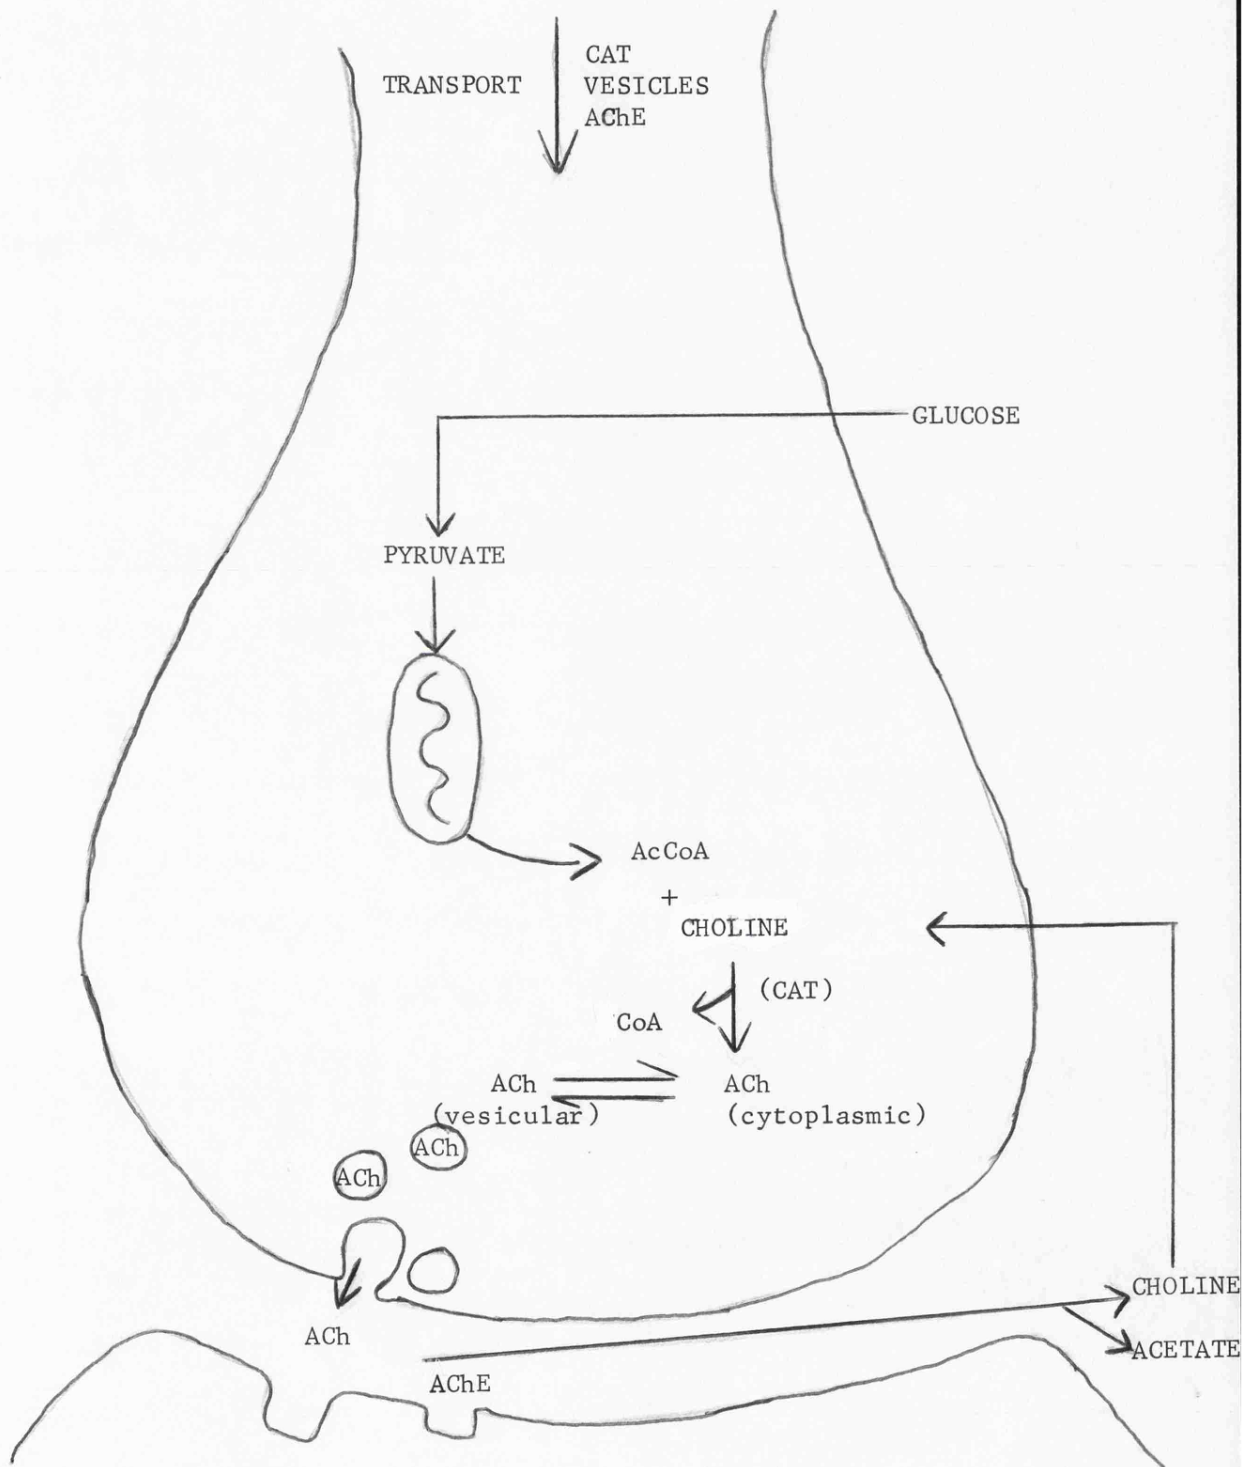 CAT
TRANSPORT VESICLES
AChE
GLUCOSE
PYRUVATE
AcCoA
+
CHOLINE
(CAT)
CoA
ACh ACh
(vesicular) (cytoplasmic)
ACh
ACh
CHOLINE
ACh
ACETATE
AChE